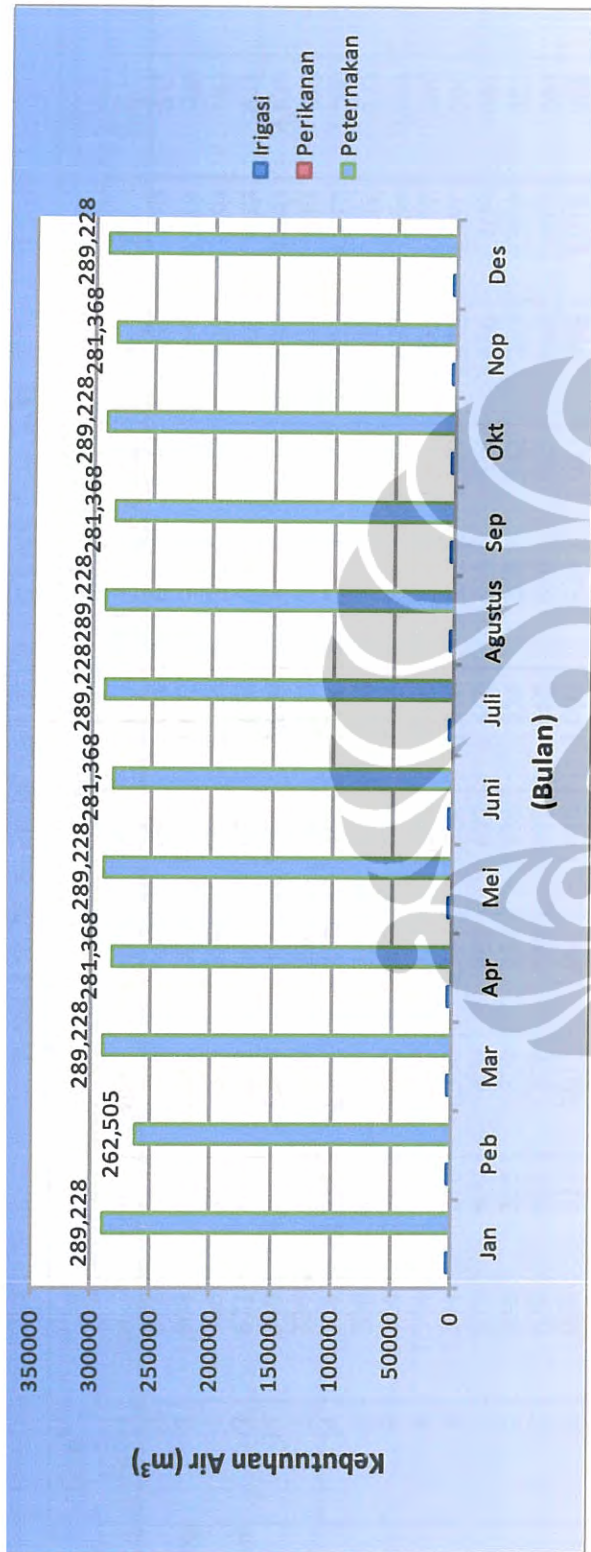 Kebutuuhan Air (m³)
350000
300000
250000
200000
150000
100000
50000
0
289,228
262,505
289,228
281,368
289,228
281,368
289,228
289,228
281,368
289,228
281,368
289,228
Jan
Peb
Mar
Apr
Mei
Juni
Juli
Agustus
Sep
Okt
Nop
Des
(Bulan)
Irigasi
Perikanan
Peternakan